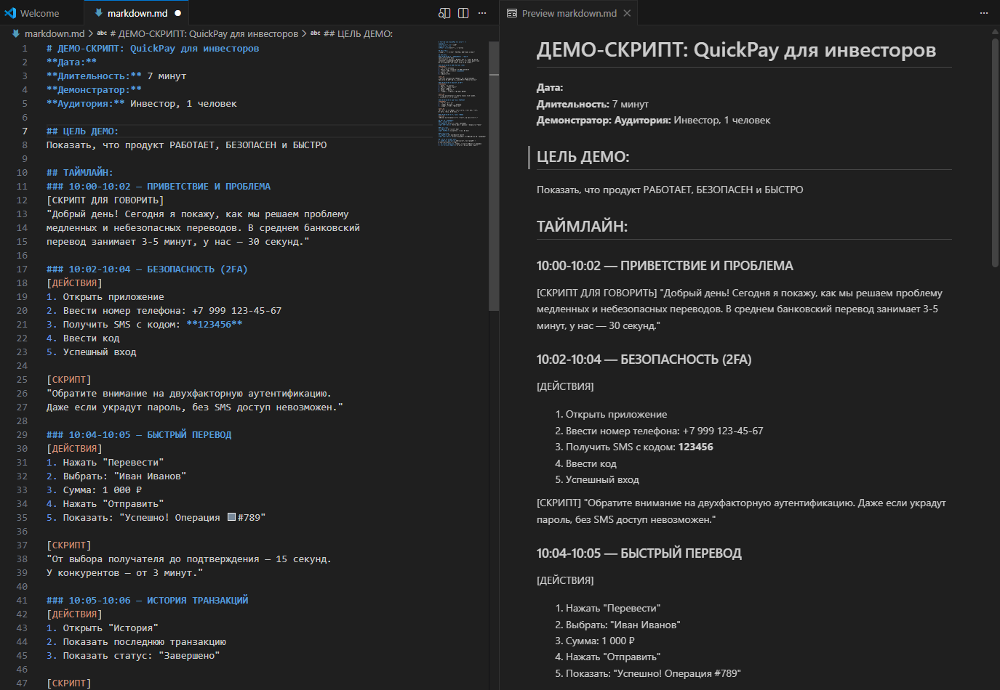 Welcome
markdown.md
Preview markdown.md
markdown.md > abc # ДЕМО-СКРИПТ: QuickPay для инвесторов > abc ## ЦЕЛЬ ДЕМО:
1 # ДЕМО-СКРИПТ: QuickPay для инвесторов
2 **Дата:**
3 **Длительность:** 7 минут
4 **Демонстратор:**
5 **Аудитория:** Инвестор, 1 человек
6
7 ## ЦЕЛЬ ДЕМО:
8 Показать, что продукт РАБОТАЕТ, БЕЗОПАСЕН и БЫСТРО
9
10 ## ТАЙМЛАЙН:
11 ### 10:00-10:02 — ПРИВЕТСТВИЕ И ПРОБЛЕМА
12 [СКРИПТ ДЛЯ ГОВОРИТЬ]
13 "Добрый день! Сегодня я покажу, как мы решаем проблему
14 медленных и небезопасных переводов. В среднем банковский
15 перевод занимает 3-5 минут, у нас — 30 секунд."
16
17 ### 10:02-10:04 — БЕЗОПАСНОСТЬ (2FA)
18 [ДЕЙСТВИЯ]
19 1. Открыть приложение
20 2. Ввести номер телефона: +7 999 123-45-67
21 3. Получить SMS с кодом: **123456**
22 4. Ввести код
23 5. Успешный вход
24
25 [СКРИПТ]
26 "Обратите внимание на двухфакторную аутентификацию.
27 Даже если украдут пароль, без SMS доступ невозможен."
28
29 ### 10:04-10:05 — БЫСТРЫЙ ПЕРЕВОД
30 [ДЕЙСТВИЯ]
31 1. Нажать "Перевести"
32 2. Выбрать: "Иван Иванов"
33 3. Сумма: 1 000 ₽
34 4. Нажать "Отправить"
35 5. Показать: "Успешно! Операция #789"
36
37 [СКРИПТ]
38 "От выбора получателя до подтверждения — 15 секунд.
39 У конкурентов — от 3 минут."
40
41 ### 10:05-10:06 — ИСТОРИЯ ТРАНЗАКЦИЙ
42 [ДЕЙСТВИЯ]
43 1. Открыть "История"
44 2. Показать последнюю транзакцию
45 3. Показать статус: "Завершено"
46
47 [СКРИПТ]
ДЕМО-СКРИПТ: QuickPay для инвесторов
Дата:
Длительность: 7 минут
Демонстратор: Аудитория: Инвестор, 1 человек
ЦЕЛЬ ДЕМО:
Показать, что продукт РАБОТАЕТ, БЕЗОПАСЕН и БЫСТРО
ТАЙМЛАЙН:
10:00-10:02 — ПРИВЕТСТВИЕ И ПРОБЛЕМА
[СКРИПТ ДЛЯ ГОВОРИТЬ] "Добрый день! Сегодня я покажу, как мы решаем проблему
медленных и небезопасных переводов. В среднем банковский перевод занимает 3-5
минут, у нас — 30 секунд."
10:02-10:04 — БЕЗОПАСНОСТЬ (2FA)
[ДЕЙСТВИЯ]
1. Открыть приложение
2. Ввести номер телефона: +7 999 123-45-67
3. Получить SMS с кодом: 123456
4. Ввести код
5. Успешный вход
[СКРИПТ] "Обратите внимание на двухфакторную аутентификацию. Даже если украдут
пароль, без SMS доступ невозможен."
10:04-10:05 — БЫСТРЫЙ ПЕРЕВОД
[ДЕЙСТВИЯ]
1. Нажать "Перевести"
2. Выбрать: "Иван Иванов"
3. Сумма: 1 000 ₽
4. Нажать "Отправить"
5. Показать: "Успешно! Операция #789"